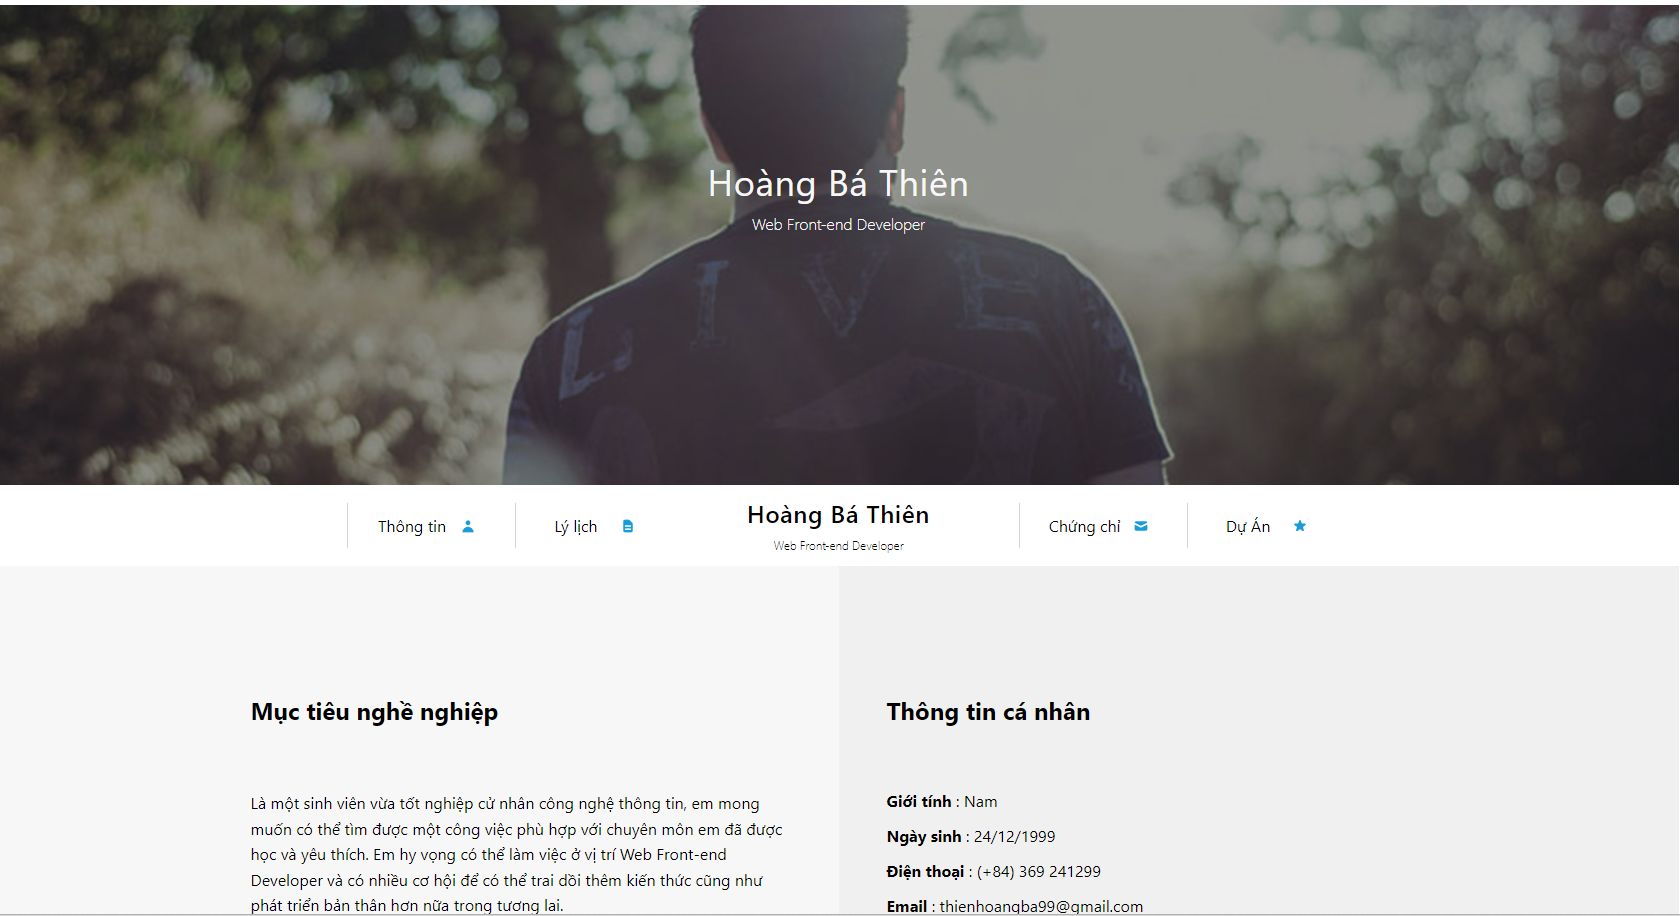 LIVE
Hoàng Bá Thiên
Web Front-end Developer
Thông tin
Lý lịch
Hoàng Bá Thiên
Web Front-end Developer
Chứng chỉ
Dự Án
Mục tiêu nghề nghiệp
Là một sinh viên vừa tốt nghiệp cử nhân công nghệ thông tin, em mong
muốn có thể tìm được một công việc phù hợp với chuyên môn em đã được
học và yêu thích. Em hy vọng có thể làm việc ở vị trí Web Front-end
Developer và có nhiều cơ hội để có thể trai dồi thêm kiến thức cũng như
phát triển bản thân hơn nữa trong tương lai.
Thông tin cá nhân
Giới tính : Nam
Ngày sinh : 24/12/1999
Điện thoại : (+84) 369 241299
Email : thienhoangba99@gmail.com